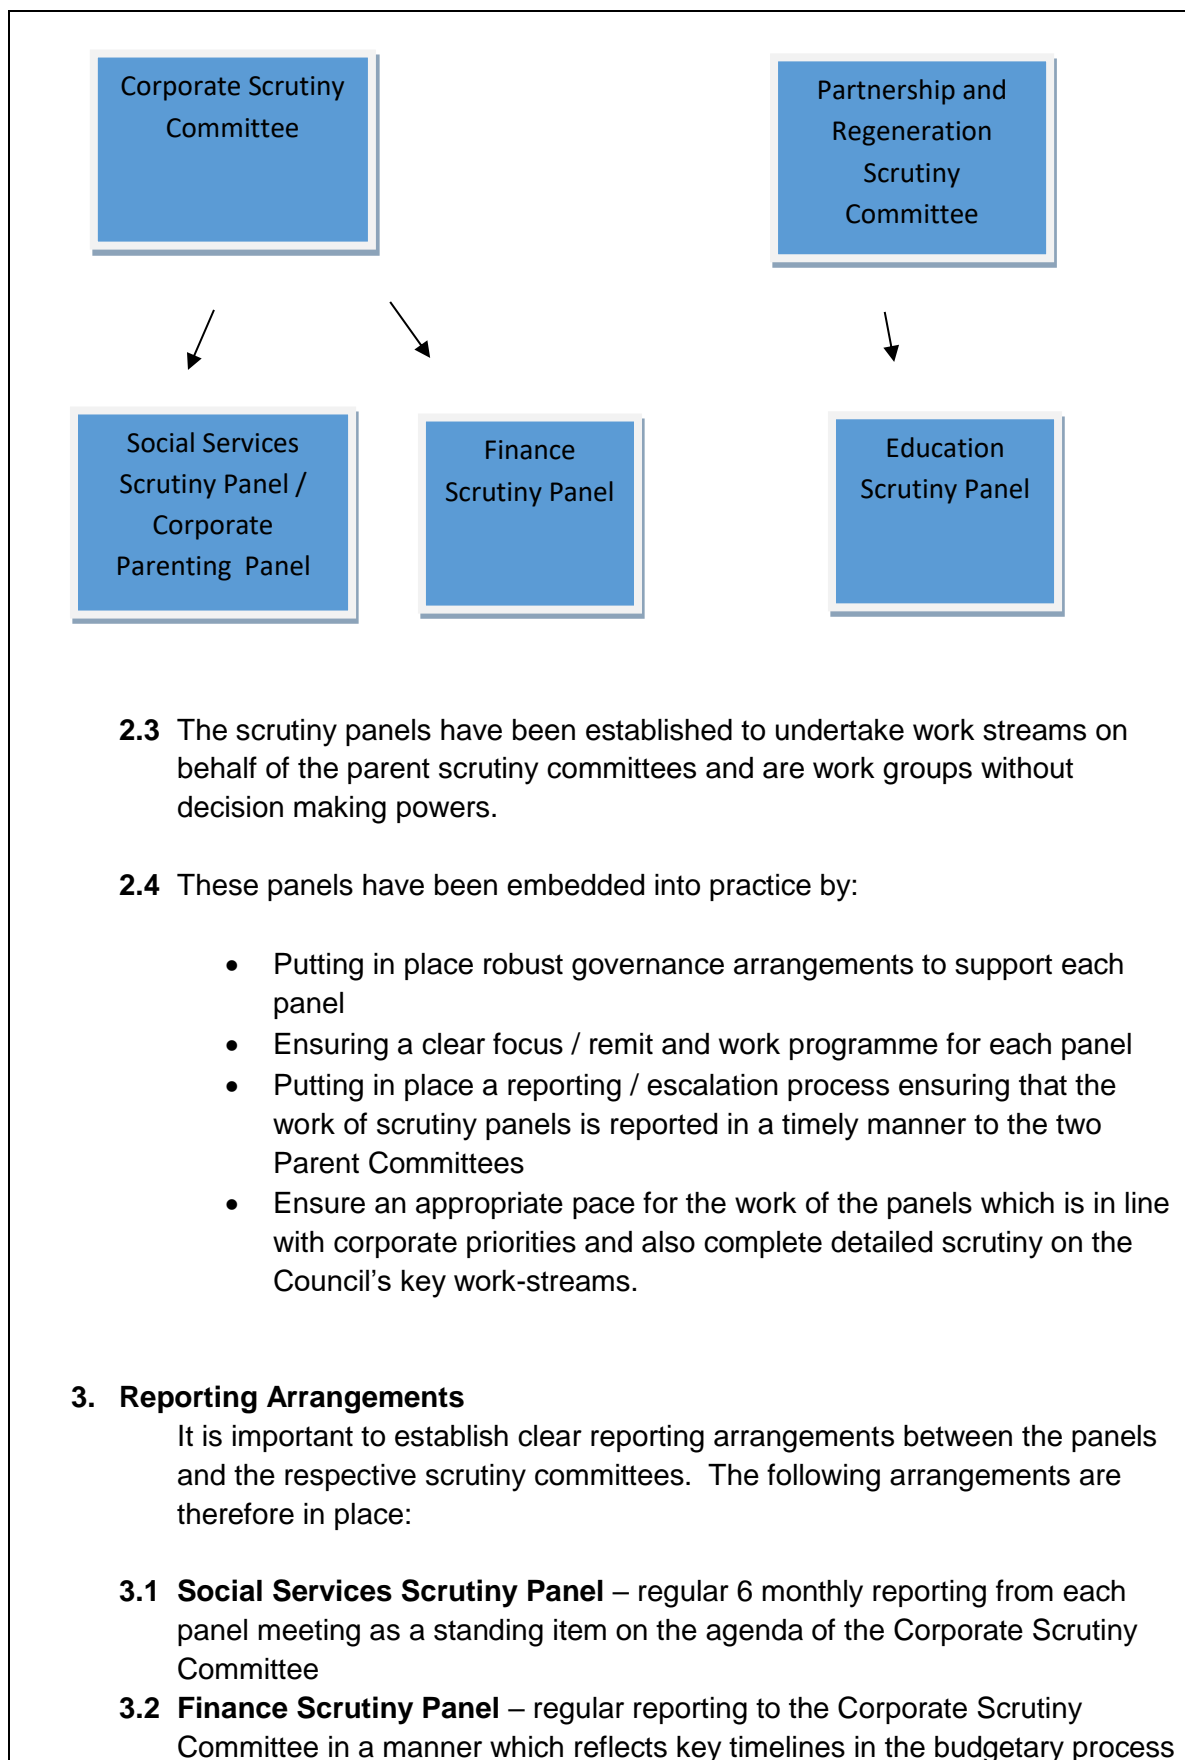 Corporate Scrutiny
Committee
Partnership and
Regeneration
Scrutiny
Committee
Social Services
Scrutiny Panel /
Corporate
Parenting  Panel
Finance
Scrutiny Panel
Education
Scrutiny Panel
2.3 The scrutiny panels have been established to undertake work streams on
behalf of the parent scrutiny committees and are work groups without
decision making powers.
2.4 These panels have been embedded into practice by:
• Putting in place robust governance arrangements to support each
panel
• Ensuring a clear focus / remit and work programme for each panel
• Putting in place a reporting / escalation process ensuring that the
work of scrutiny panels is reported in a timely manner to the two
Parent Committees
• Ensure an appropriate pace for the work of the panels which is in line
with corporate priorities and also complete detailed scrutiny on the
Council’s key work-streams.
3. Reporting Arrangements
It is important to establish clear reporting arrangements between the panels
and the respective scrutiny committees.  The following arrangements are
therefore in place:
3.1 Social Services Scrutiny Panel – regular 6 monthly reporting from each
panel meeting as a standing item on the agenda of the Corporate Scrutiny
Committee
3.2 Finance Scrutiny Panel – regular reporting to the Corporate Scrutiny
Committee in a manner which reflects key timelines in the budgetary process